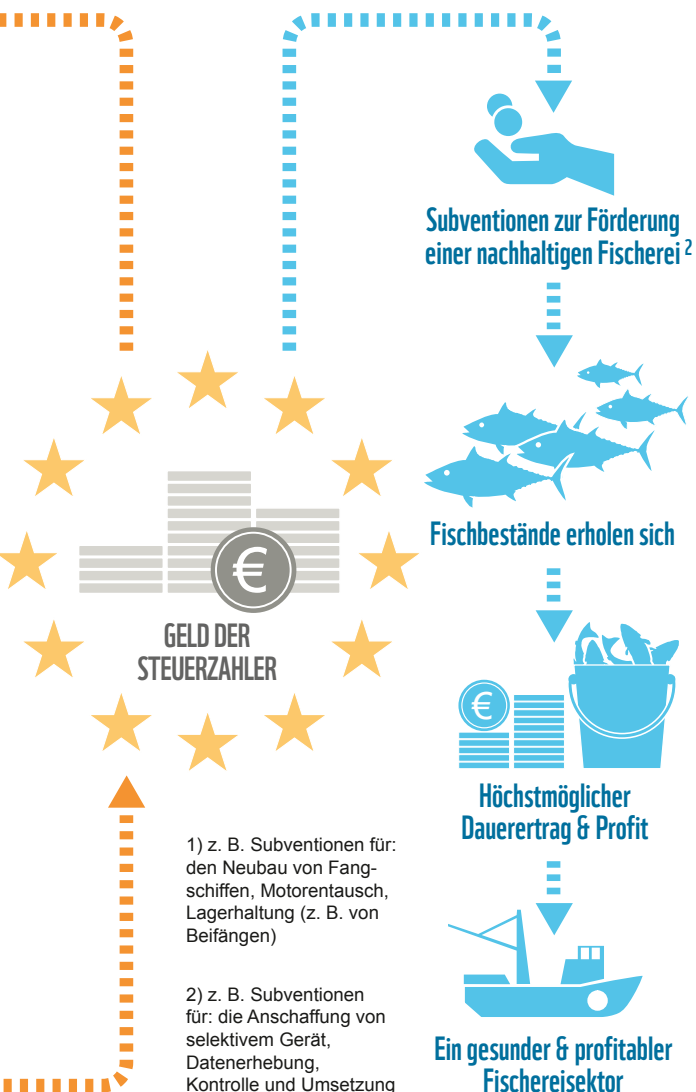 Subventionen zur Förderung
einer nachhaltigen Fischerei ²
Fischbestände erholen sich
€
GELD DER
STEUERZAHLER
€
Höchstmöglicher
Dauerertrag & Profit
1) z. B. Subventionen für:
den Neubau von Fang-
schiffen, Motorentausch,
Lagerhaltung (z. B. von
Beifängen)
2) z. B. Subventionen
für: die Anschaffung von
selektivem Gerät,
Datenerhebung,
Kontrolle und Umsetzung
Ein gesunder & profitabler
Fischereisektor